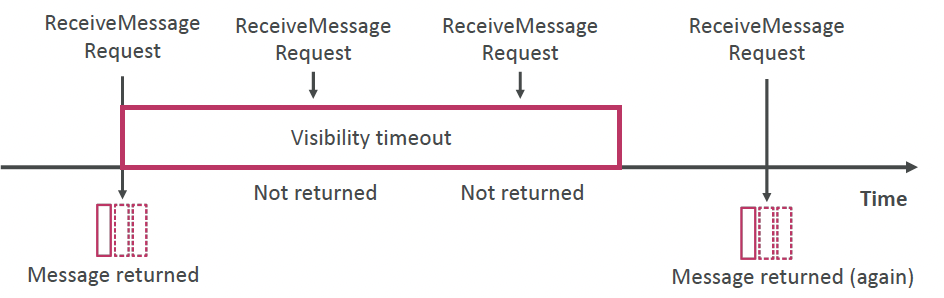 ReceiveMessage
Request
ReceiveMessage
Request
ReceiveMessage
Request
ReceiveMessage
Request
Visibility timeout
Not returned
Not returned
Time
Message returned
Message returned (again)